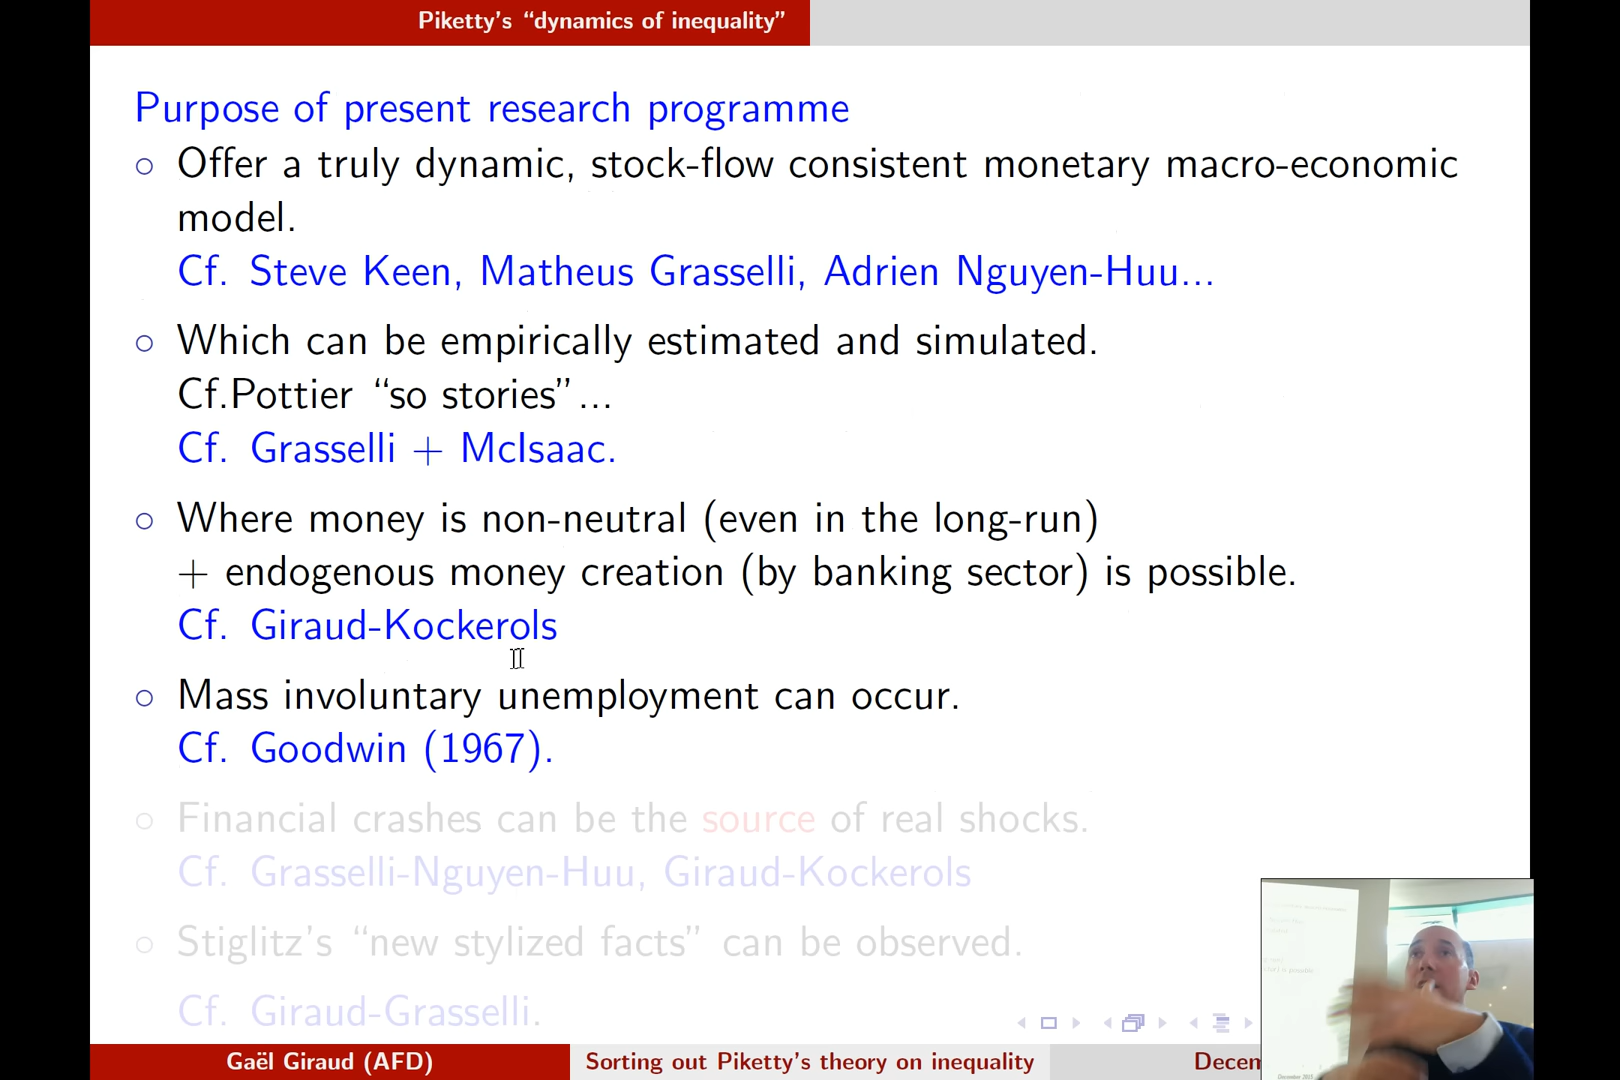 Piketty's “dynamics of inequality”
Purpose of present research programme
Offer a truly dynamic, stock-flow consistent monetary macro-economic
model.
Cf. Steve Keen, Matheus Grasselli, Adrien Nguyen-Huu...
Which can be empirically estimated and simulated.
Cf.Pottier “so stories”...
Cf. Grasselli + McIsaac.
Where money is non-neutral (even in the long-run)
+ endogenous money creation (by banking sector) is possible.
Cf. Giraud-Kockerols
Mass involuntary unemployment can occur.
Cf. Goodwin (1967).
Financial crashes can be the source of real shocks.
Cf. Grasselli-Nguyen-Huu, Giraud-Kockerols
Stiglitz's “new stylized facts” can be observed.
Cf. Giraud-Grasselli.
Gaël Giraud (AFD) Sorting out Piketty's theory on inequality Decem